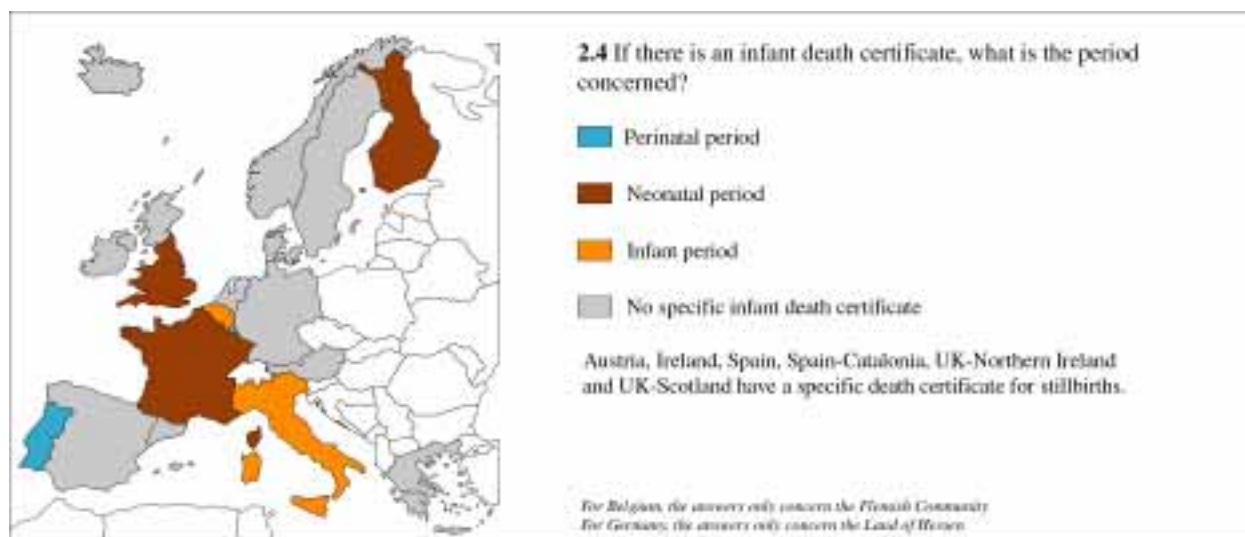 2.4 If there is an infant death certificate, what is the period
concerned?
Perinatal period
Neonatal period
Infant period
No specific infant death certificate
Austria, Ireland, Spain, Spain-Catalonia, UK-Northern Ireland
and UK-Scotland have a specific death certificate for stillbirths.
For Belgium, the answers only concern the Flemish Community
For Germany, the answers only concern the Land of Hessen